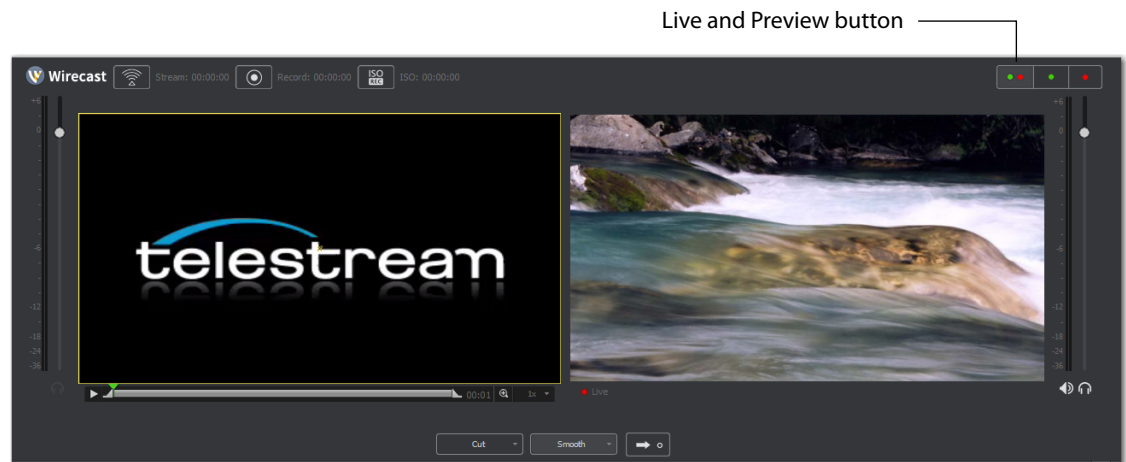 Live and Preview button
Wirecast Stream: 00:00:00 Record: 00:00:00 ISO REC ISO: 00:00:00
+6 +6
0 0
telestream
-6 -6
-12 -12
-18 -18
-24 -24
-36 -36
00:01 1x Live
Cut Smooth